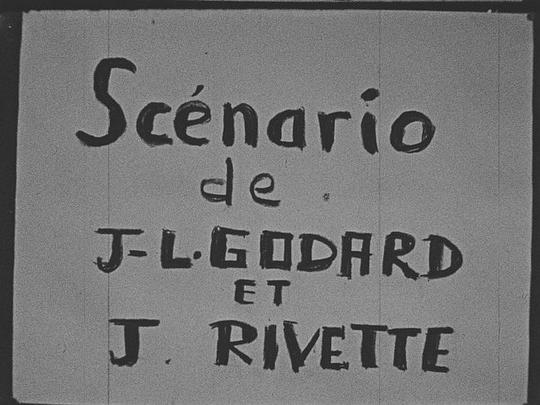 Scénario
de
J-L.GODARD
ET
J. RIVETTE